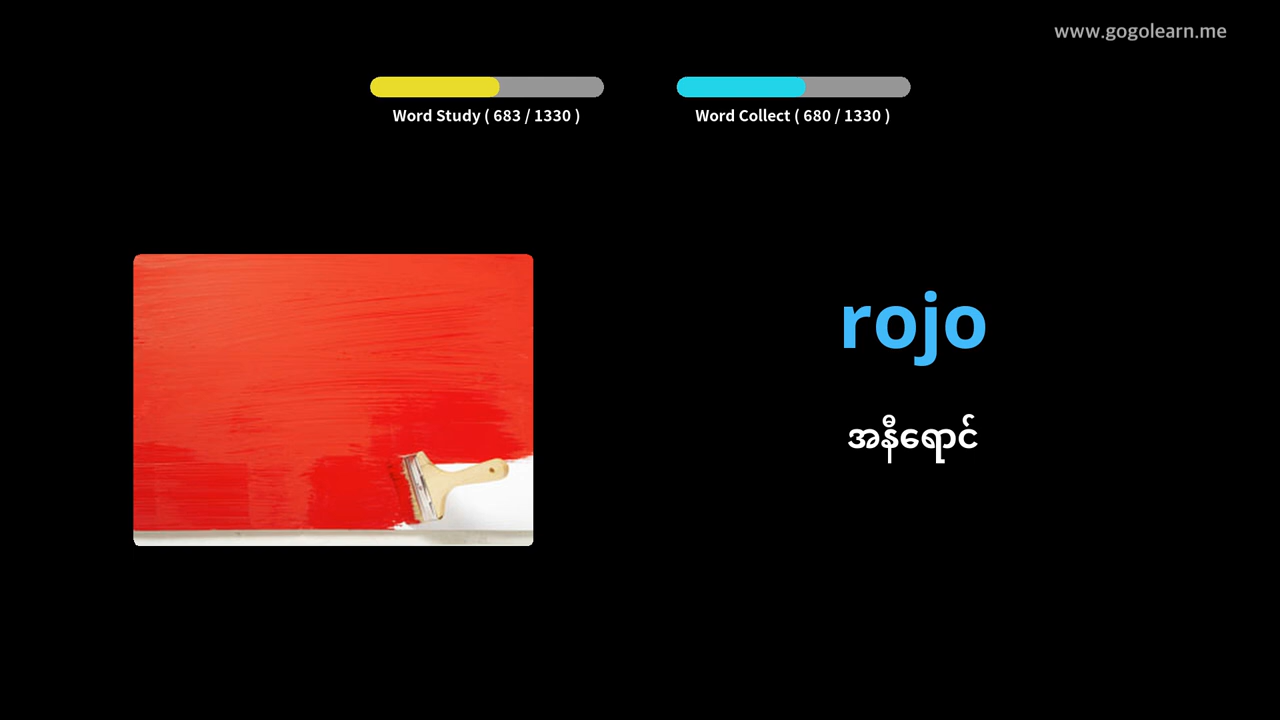 www.gogolearn.me
Word Study ( 683 / 1330 )
Word Collect ( 680 / 1330 )
rojo
အနီရောင်